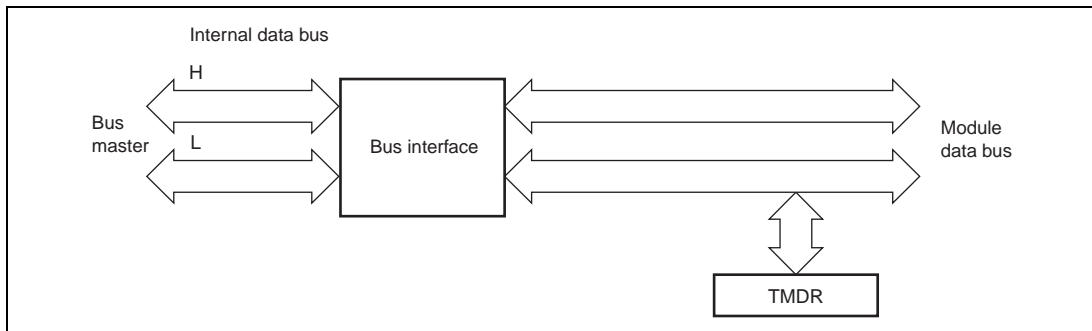 Internal data bus
H
Bus
master
L
Bus interface
Module
data bus
TMDR